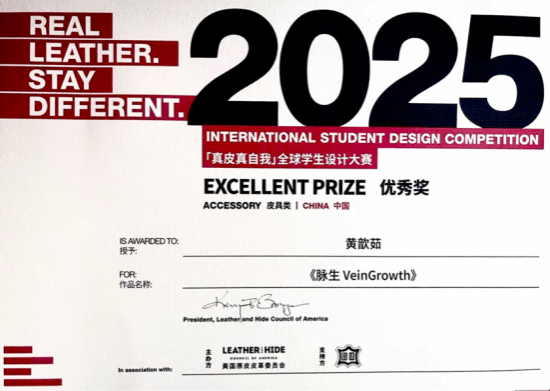 REAL
LEATHER.
STAY
DIFFERENT.
2025
INTERNATIONAL STUDENT DESIGN COMPETITION
「真皮真自我」全球学生设计大赛
EXCELLENT PRIZE 优秀奖
ACCESSORY 皮具类 | CHINA 中国
IS AWARDED TO:
授予:
黄歆茹
FOR:
作品名称:
《脉生 VeinGrowth》
President, Leather and Hide Council of America
In association with:
主办方
LEATHER HIDE
COUNCIL OF AMERICA
美国原皮皮革委员会
支持方